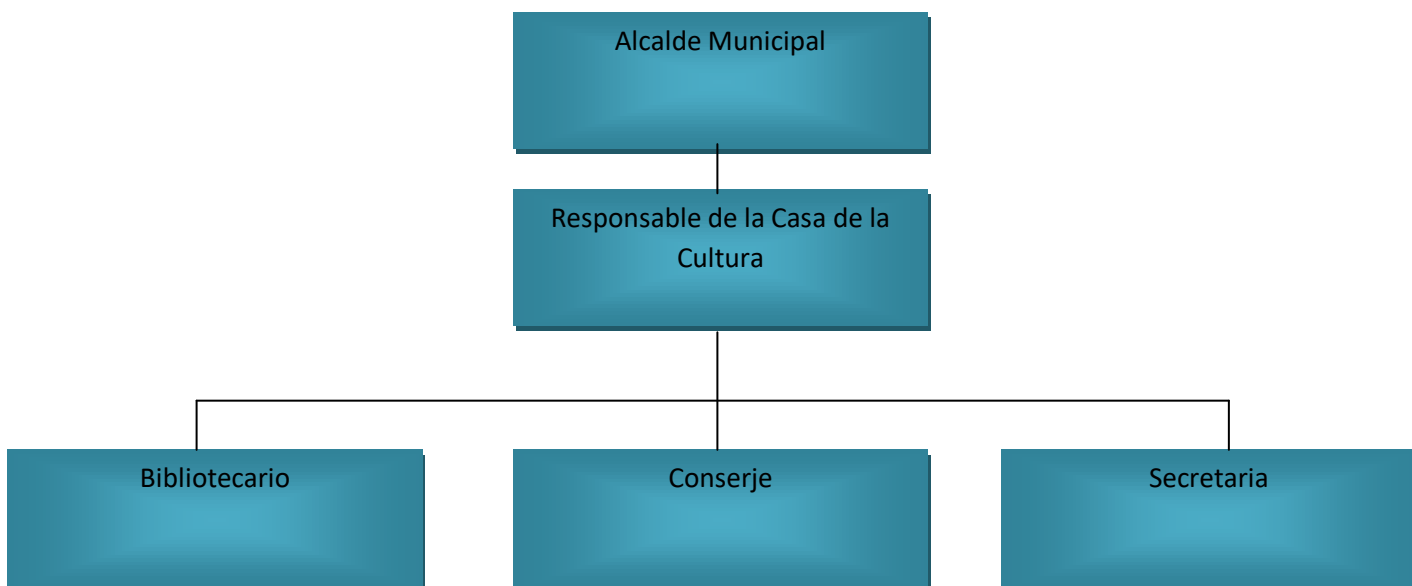 Alcalde Municipal
Responsable de la Casa de la
Cultura
Bibliotecario
Conserje
Secretaria